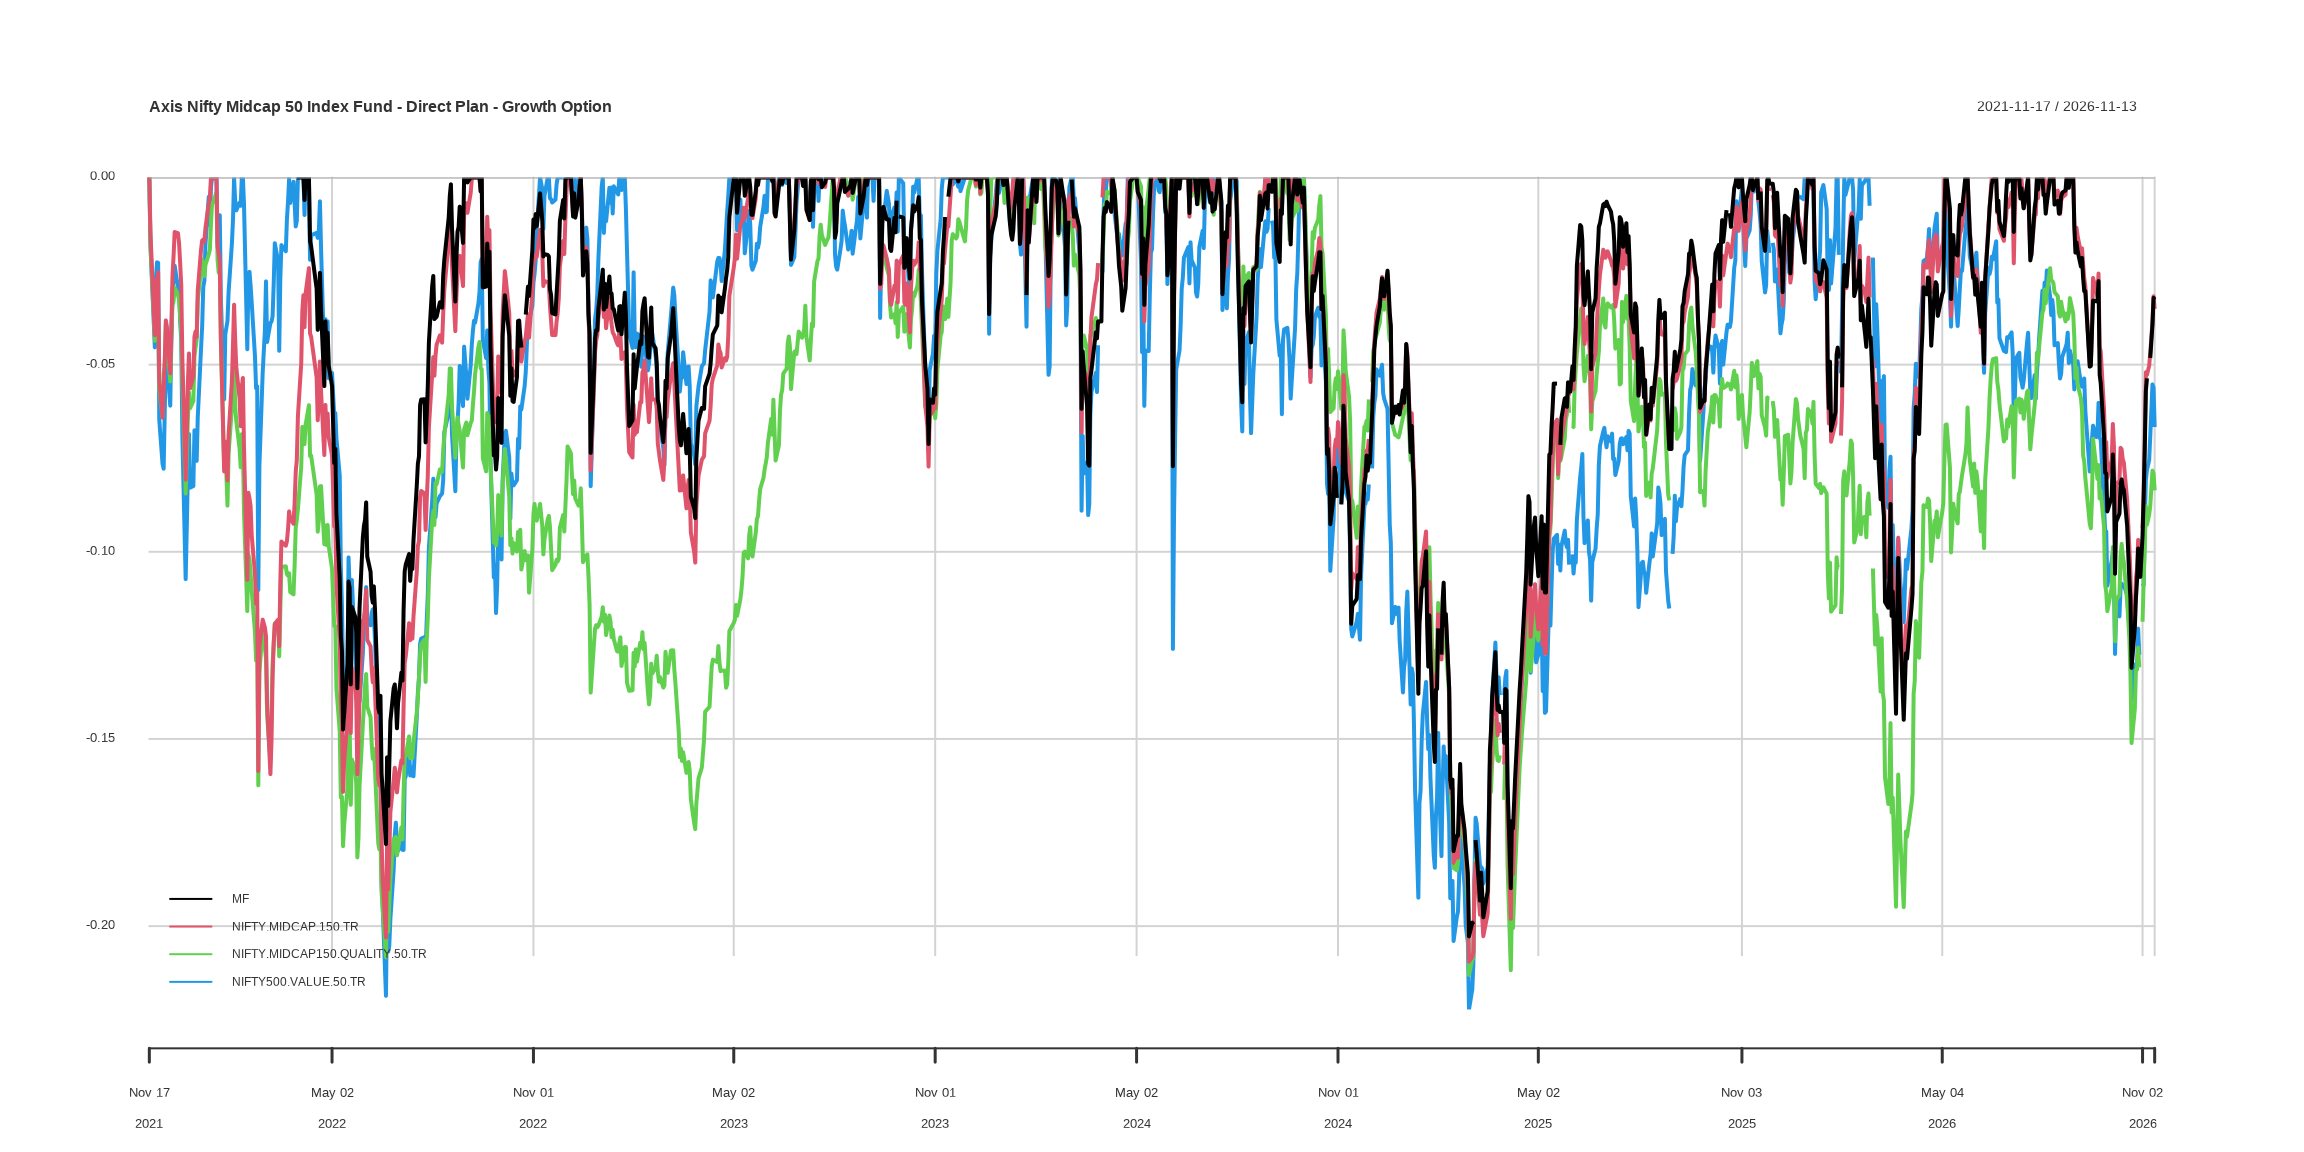 Axis Nifty Midcap 50 Index Fund - Direct Plan - Growth Option
2021-11-17 / 2026-11-13
0.00
-0.05
-0.10
-0.15
-0.20
MF
NIFTY.MIDCAP.150.TR
NIFTY.MIDCAP150.QUALITY.50.TR
NIFTY500.VALUE.50.TR
Nov 17 May 02 Nov 01 May 02 Nov 01 May 02 Nov 01 May 02 Nov 03 May 04 Nov 02
2021 2022 2022 2023 2023 2024 2024 2025 2025 2026 2026